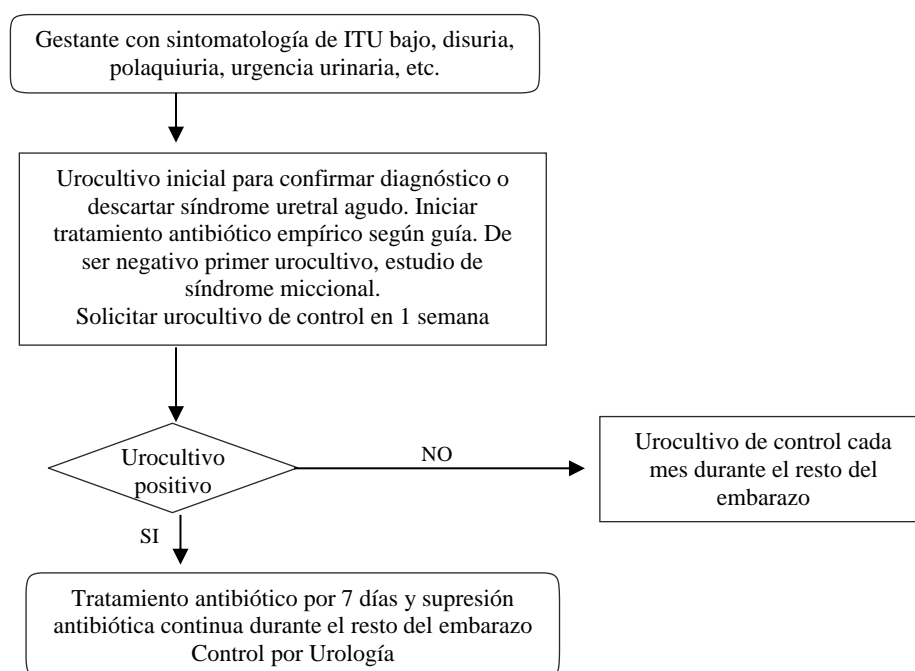 Gestante con sintomatología de ITU bajo, disuria,
polaquiuria, urgencia urinaria, etc.
Urocultivo inicial para confirmar diagnóstico o
descartar síndrome uretral agudo. Iniciar
tratamiento antibiótico empírico según guía. De
ser negativo primer urocultivo, estudio de
síndrome miccional.
Solicitar urocultivo de control en 1 semana
Urocultivo
positivo
NO
Urocultivo de control cada
mes durante el resto del
embarazo
SI
Tratamiento antibiótico por 7 días y supresión
antibiótica continua durante el resto del embarazo
Control por Urología